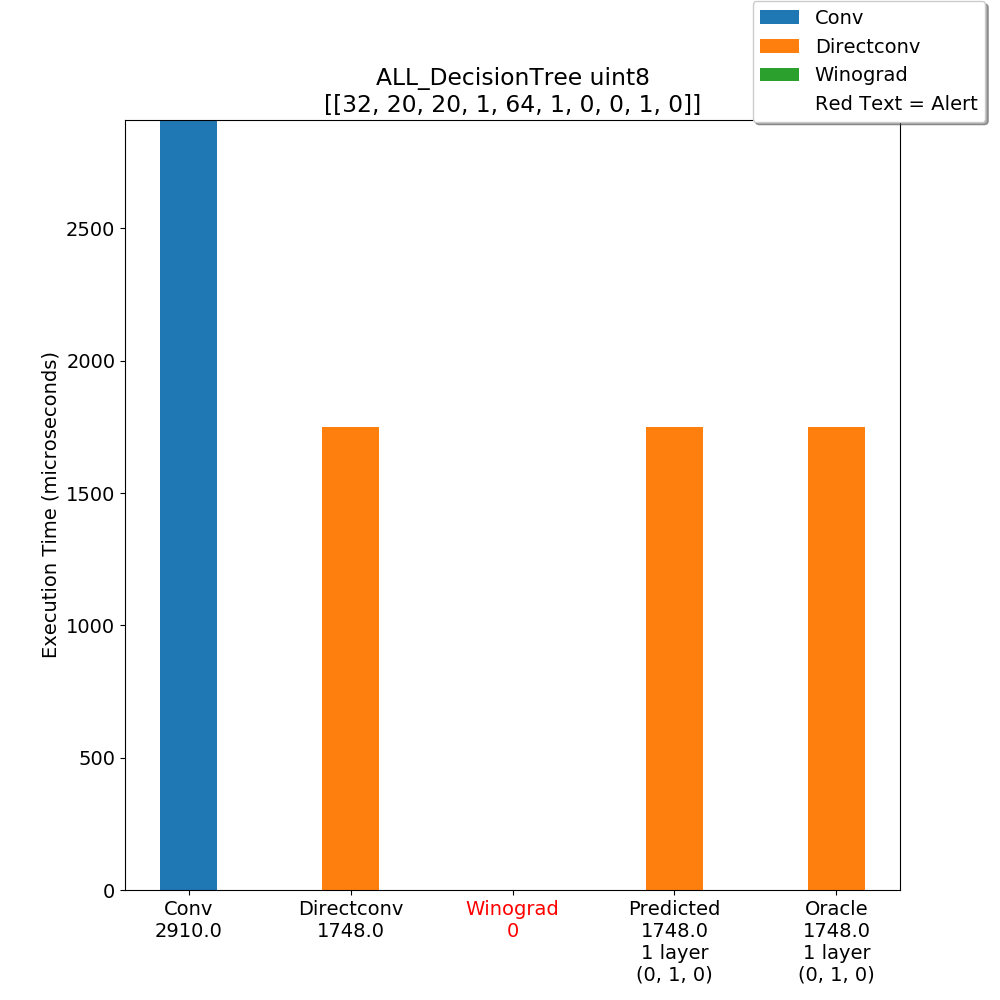 Conv
Directconv
Winograd
Red Text = Alert
ALL_DecisionTree uint8
[[32, 20, 20, 1, 64, 1, 0, 0, 1, 0]]
Execution Time (microseconds)
2500
2000
1500
1000
500
0
Conv
2910.0
Directconv
1748.0
Winograd
0
Predicted
1748.0
1 layer
(0, 1, 0)
Oracle
1748.0
1 layer
(0, 1, 0)